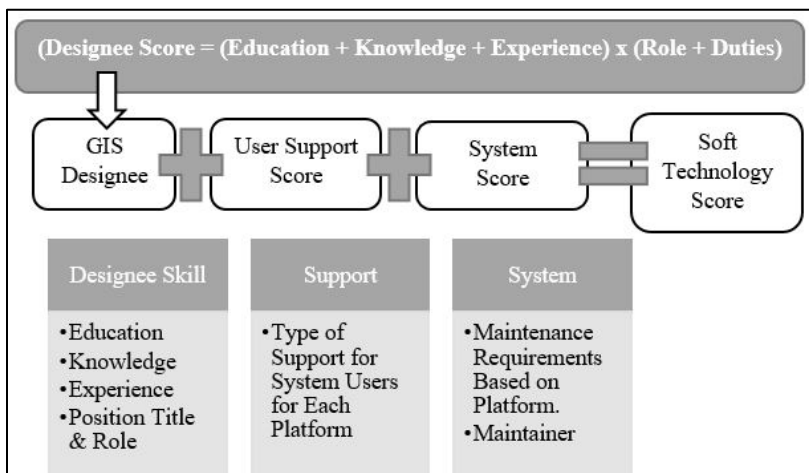 (Designee Score = (Education + Knowledge + Experience) x (Role + Duties)
GIS
Designee
User Support
Score
System
Score
Soft
Technology
Score
Designee Skill
•Education
•Knowledge
•Experience
•Position Title
& Role
Support
•Type of
Support for
System Users
for Each
Platform
System
•Maintenance
Requirements
Based on
Platform.
•Maintainer